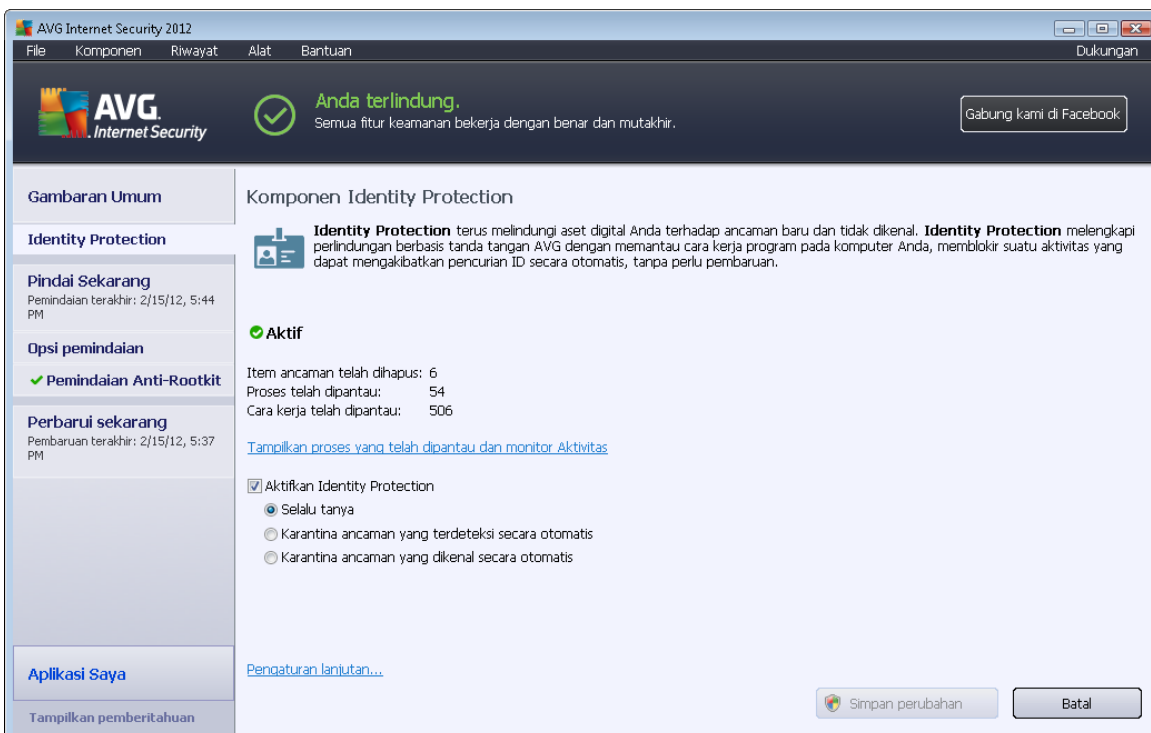 AVG Internet Security 2012
File Komponen Riwayat Alat Bantuan Dukungan
AVG.
Internet Security
Anda terlindung.
Semua fitur keamanan bekerja dengan benar dan mutakhir.
Gabung kami di Facebook
Gambaran Umum
Identity Protection
Pindai Sekarang
Pemindaian terakhir: 2/15/12, 5:44
PM
Opsi pemindaian
Pemindaian Anti-Rootkit
Perbarui sekarang
Pembaruan terakhir: 2/15/12, 5:37
PM
Aplikasi Saya
Tampilkan pemberitahuan
Komponen Identity Protection
Identity Protection terus melindungi aset digital Anda terhadap ancaman baru dan tidak dikenal. Identity Protection melengkapi
perlindungan berbasis tanda tangan AVG dengan memantau cara kerja program pada komputer Anda, memblokir suatu aktivitas yang
dapat mengakibatkan pencurian ID secara otomatis, tanpa perlu pembaruan.
Aktif
Item ancaman telah dihapus: 6
Proses telah dipantau: 54
Cara kerja telah dipantau: 506
Tampilkan proses yang telah dipantau dan monitor Aktivitas
Aktifkan Identity Protection
Selalu tanya
Karantina ancaman yang terdeteksi secara otomatis
Karantina ancaman yang dikenal secara otomatis
Pengaturan lanjutan...
Simpan perubahan
Batal